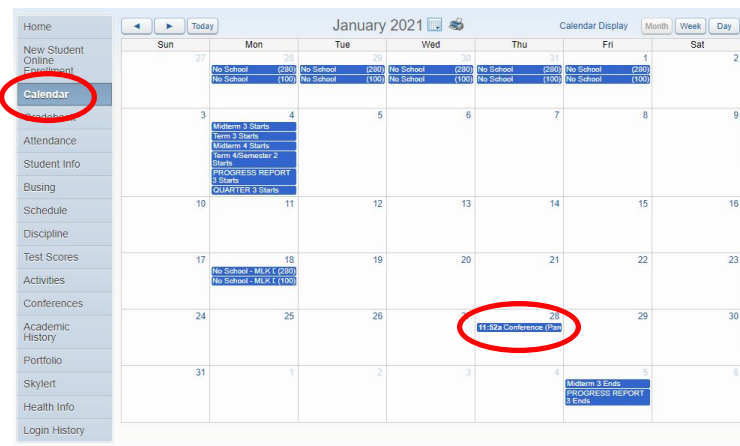 Home
New Student
Online
Enrollment
Calendar
Gradebook
Attendance
Student Info
Busing
Schedule
Discipline
Test Scores
Activities
Conferences
Academic
History
Portfolio
Skylert
Health Info
Login History
Today January 2021 Calendar Display Month Week Day
Sun Mon Tue Wed Thu Fri Sat
27 28 29 30 31 1 2
No School (280) No School (280) No School (280) No School (280) No School (280)
No School (100) No School (100) No School (100) No School (100) No School (100)
3 4 5 6 7 8 9
Midterm 3 Starts
Term 3 Starts
Midterm 4 Starts
Term 4/Semester 2
Starts
PROGRESS REPORT
3 Starts
QUARTER 3 Starts
10 11 12 13 14 15 16
17 18 19 20 21 22 23
No School - MLK D (280)
No School - MLK D (100)
24 25 26 28 29 30
11:52a Conference (Par
31 1 2 3 4 5 6
Midterm 3 Ends
PROGRESS REPORT
3 Ends